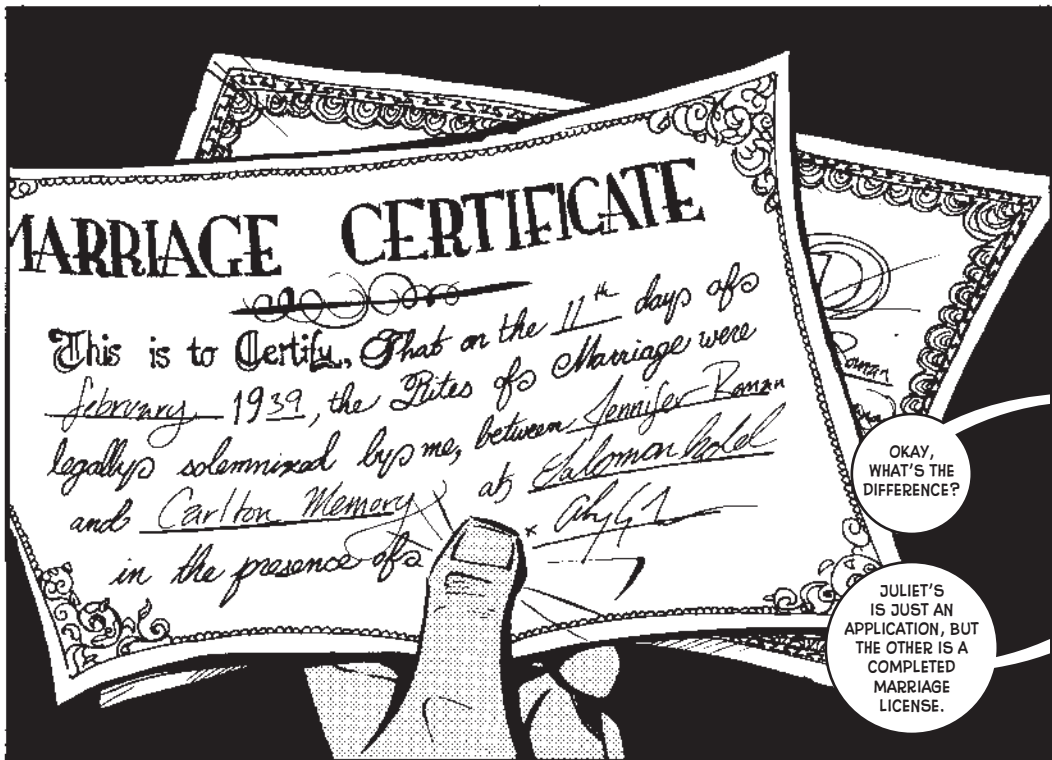 MARRIAGE CERTIFICATE
This is to Certify, That on the 11th day of
february 1939, the Rites of Marriage were
legally solemnized by me, between Jennifer Roman
and Carlton Memory at
in the presence of x
OKAY,
WHAT'S THE
DIFFERENCE?
JULIET'S
IS JUST AN
APPLICATION, BUT
THE OTHER IS A
COMPLETED
MARRIAGE
LICENSE.